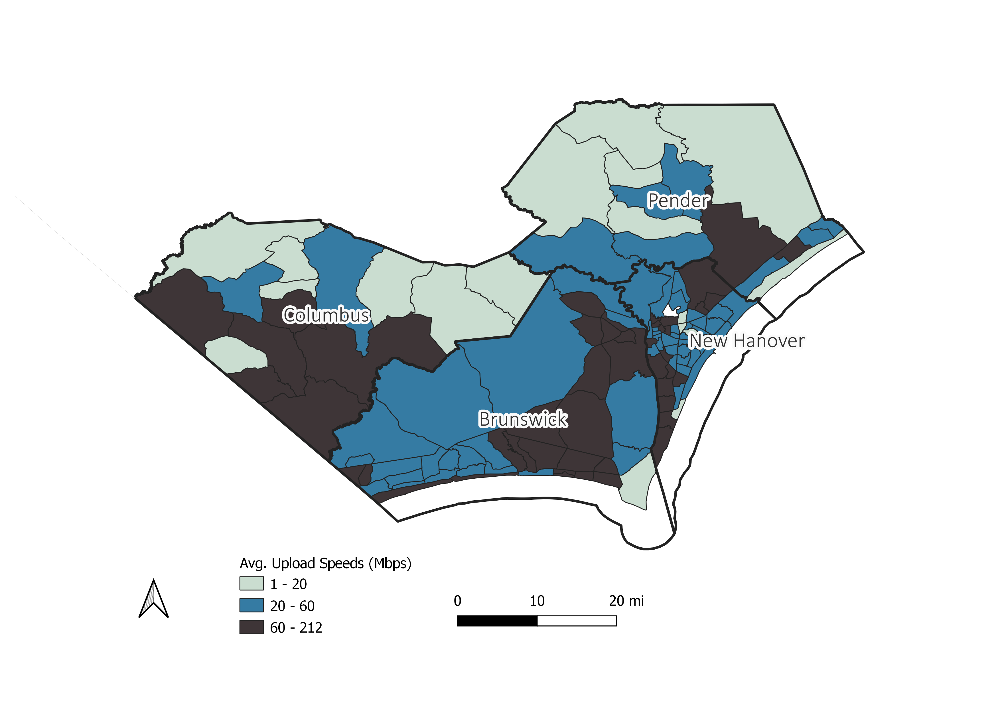 Pender
Columbus
New Hanover
Brunswick
Avg. Upload Speeds (Mbps)
1 - 20
20 - 60
60 - 212
0 10 20 mi